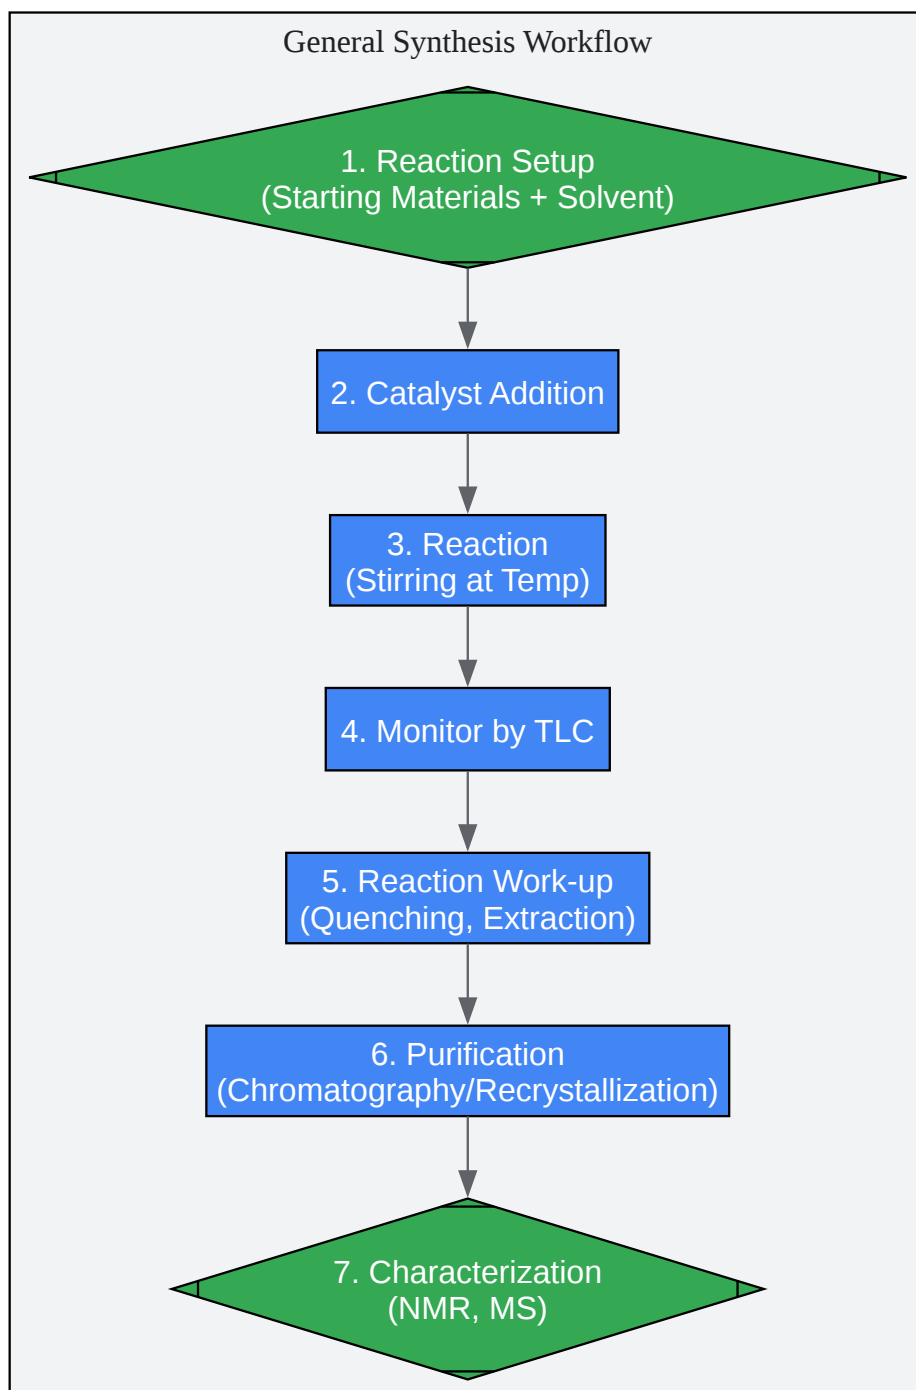 General Synthesis Workflow
1. Reaction Setup
(Starting Materials + Solvent)
2. Catalyst Addition
3. Reaction
(Stirring at Temp)
4. Monitor by TLC
5. Reaction Work-up
(Quenching, Extraction)
6. Purification
(Chromatography/Recrystallization)
7. Characterization
(NMR, MS)